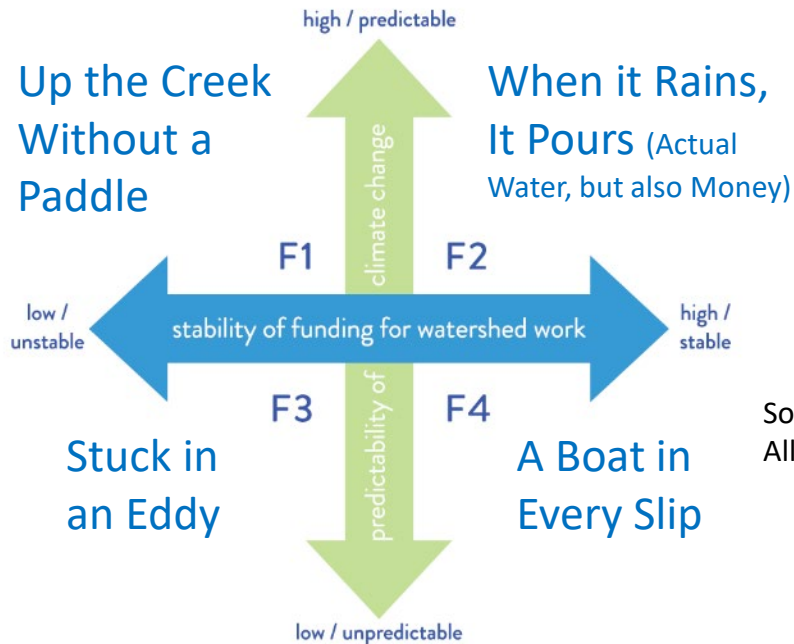 high / predictable
Up the Creek
Without a
Paddle
When it Rains,
It Pours (Actual
Water, but also Money)
predictability of climate change
F1
F2
low /
unstable
stability of funding for watershed work
high /
stable
F3
F4
So
All
Stuck in
an Eddy
A Boat in
Every Slip
low / unpredictable